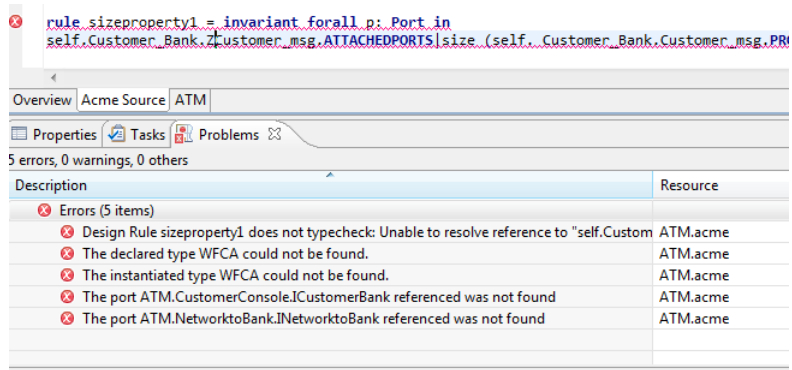 rule sizeproperty1 = invariant forall p: Port in
self.Customer_Bank.ZCustomer_msg.ATTACHEDPORTS|size (self. Customer_Bank.Customer_msg.PRO
Overview Acme Source ATM
Properties Tasks Problems
5 errors, 0 warnings, 0 others
Description Resource
Errors (5 items)
Design Rule sizeproperty1 does not typecheck: Unable to resolve reference to "self.Custom ATM.acme
The declared type WFCA could not be found. ATM.acme
The instantiated type WFCA could not be found. ATM.acme
The port ATM.CustomerConsole.ICustomerBank referenced was not found ATM.acme
The port ATM.NetworktoBank.INetworktoBank referenced was not found ATM.acme